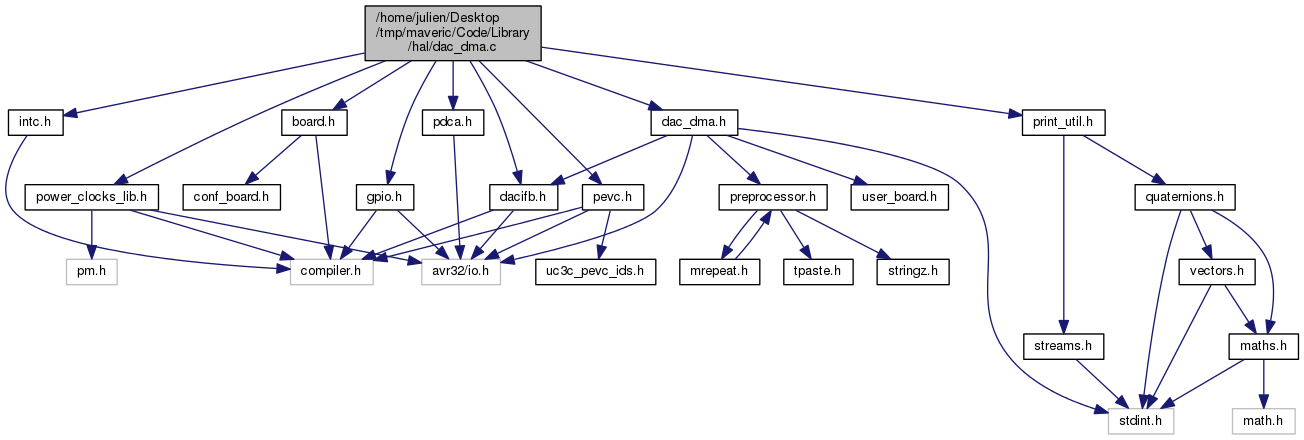 /home/julien/Desktop
/tmp/maveric/Code/Library
/hal/dac_dma.c
intc.h
board.h
pdca.h
dac_dma.h
print_util.h
power_clocks_lib.h
conf_board.h
gpio.h
dacifb.h
pevc.h
preprocessor.h
user_board.h
quaternions.h
pm.h
compiler.h
avr32/io.h
uc3c_pevc_ids.h
mrepeat.h
tpaste.h
stringz.h
vectors.h
streams.h
maths.h
stdint.h
math.h